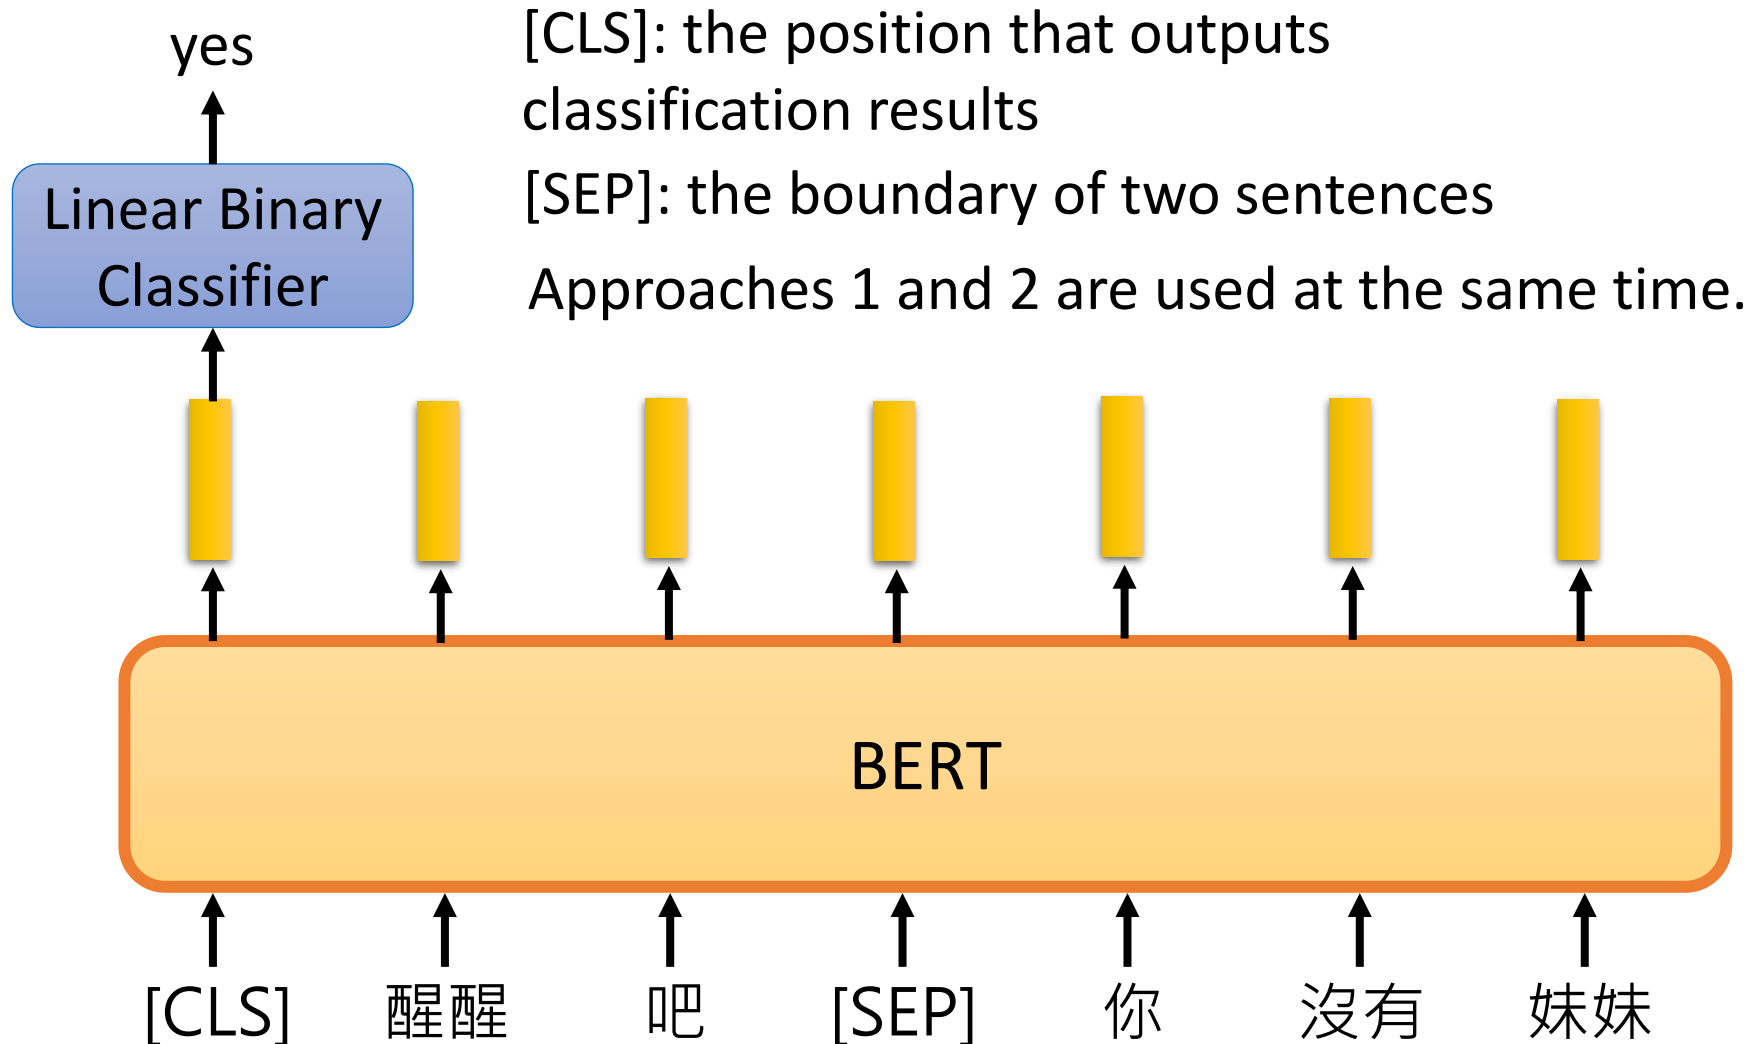 yes
[CLS]: the position that outputs
classification results
[SEP]: the boundary of two sentences
Approaches 1 and 2 are used at the same time.
Linear Binary
Classifier
BERT
[CLS] 醒醒 吧 [SEP] 你 沒有 妹妹